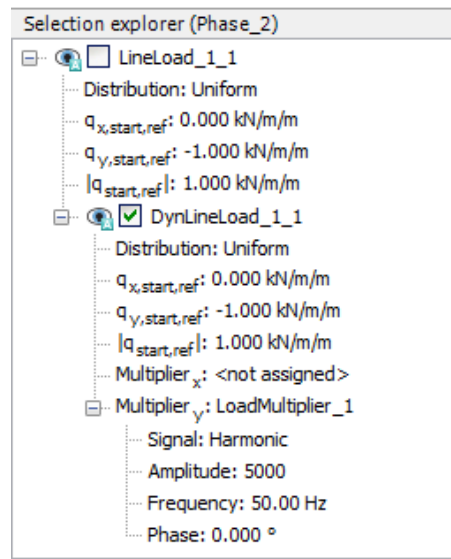 Selection explorer (Phase_2)
LineLoad_1_1
Distribution: Uniform
qx,start,ref: 0.000 kN/m/m
qy,start,ref: -1.000 kN/m/m
|qstart,ref|: 1.000 kN/m/m
DynLineLoad_1_1
Distribution: Uniform
qx,start,ref: 0.000 kN/m/m
qy,start,ref: -1.000 kN/m/m
|qstart,ref|: 1.000 kN/m/m
Multiplierx: <not assigned>
Multipliery: LoadMultiplier_1
Signal: Harmonic
Amplitude: 5000
Frequency: 50.00 Hz
Phase: 0.000 °